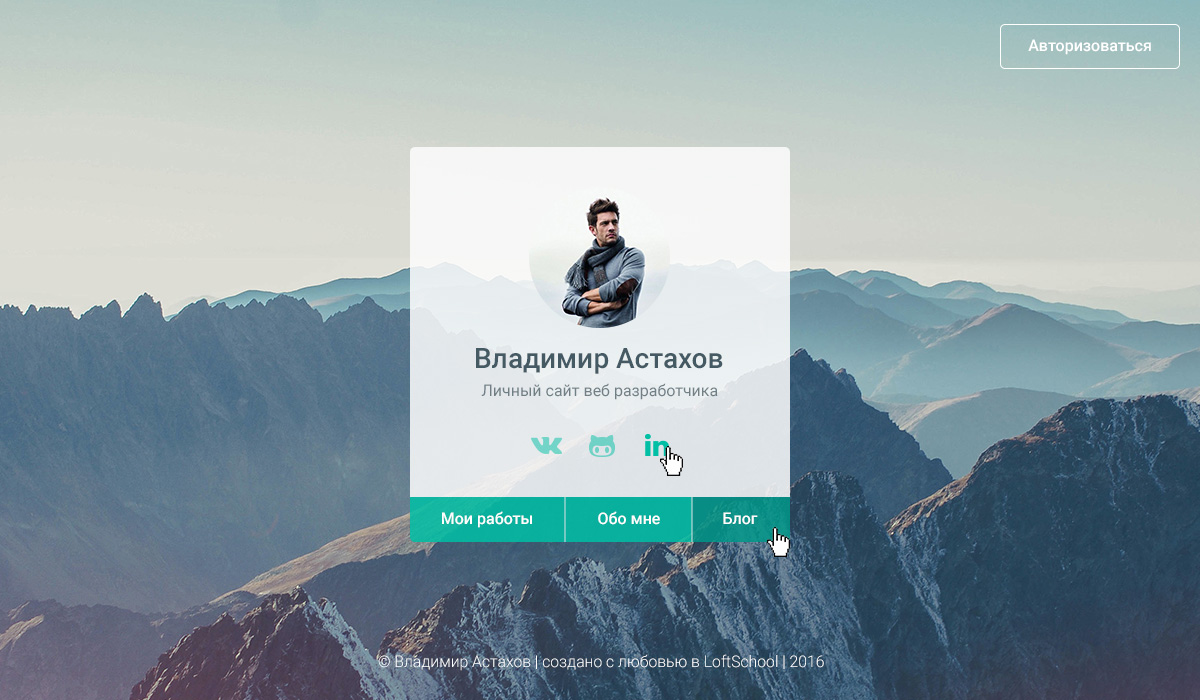 Авторизоваться
Владимир Астахов
Личный сайт веб разработчика
in
Мои работы
Обо мне
Блог
© Владимир Астахов | создано с любовью в LoftSchool | 2016